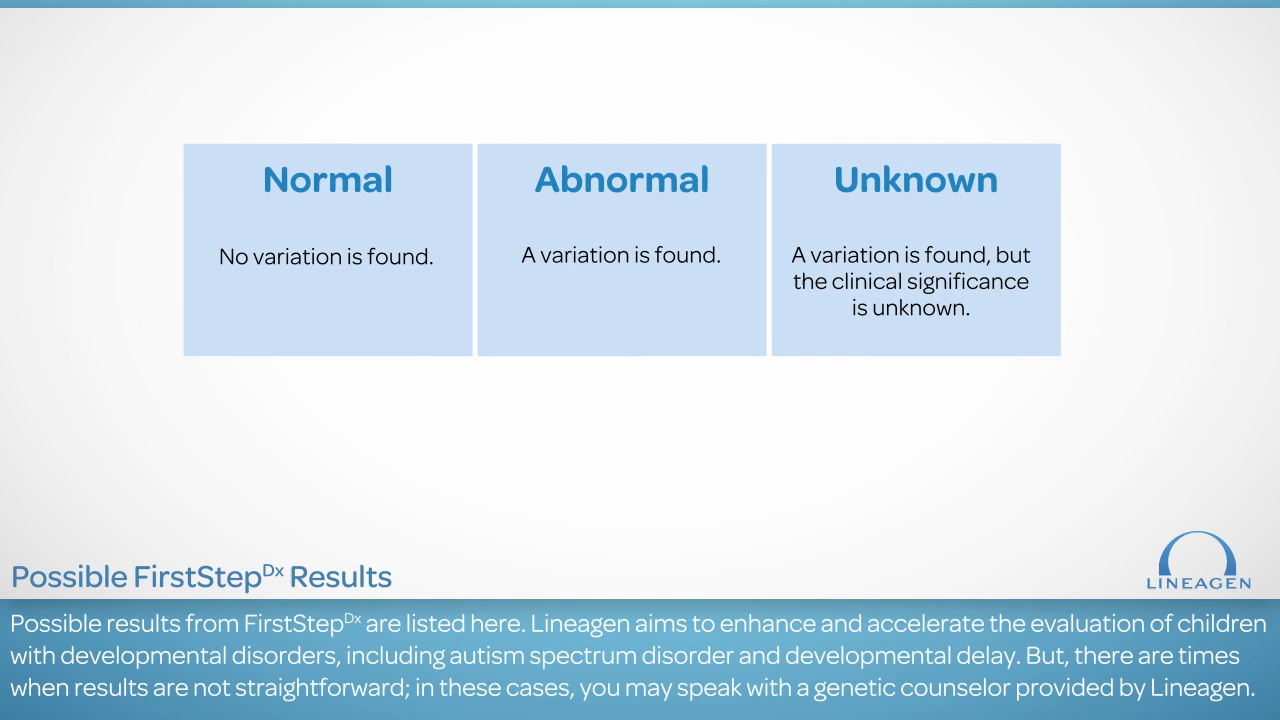 Normal
No variation is found.
Abnormal
A variation is found.
Unknown
A variation is found, but
the clinical significance
is unknown.
Possible FirstStepDx Results
LINEAGEN
Possible results from FirstStepDx are listed here. Lineagen aims to enhance and accelerate the evaluation of children
with developmental disorders, including autism spectrum disorder and developmental delay. But, there are times
when results are not straightforward; in these cases, you may speak with a genetic counselor provided by Lineagen.